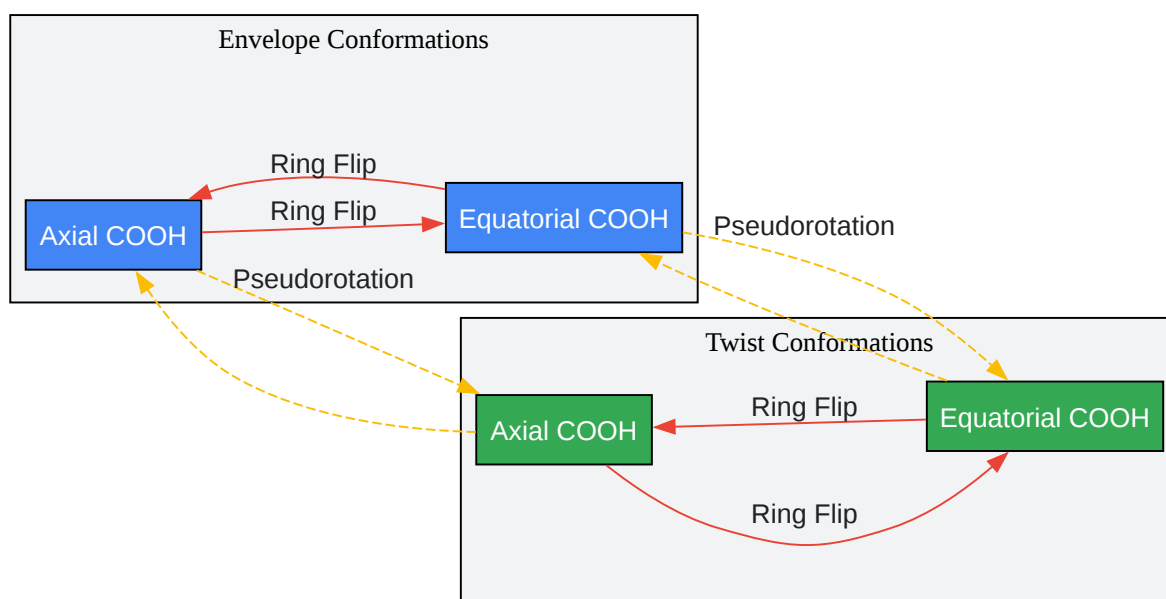 Envelope Conformations
Ring Flip
Ring Flip
Axial COOH
Equatorial COOH
Pseudorotation
Pseudorotation
Twist Conformations
Ring Flip
Axial COOH
Equatorial COOH
Ring Flip